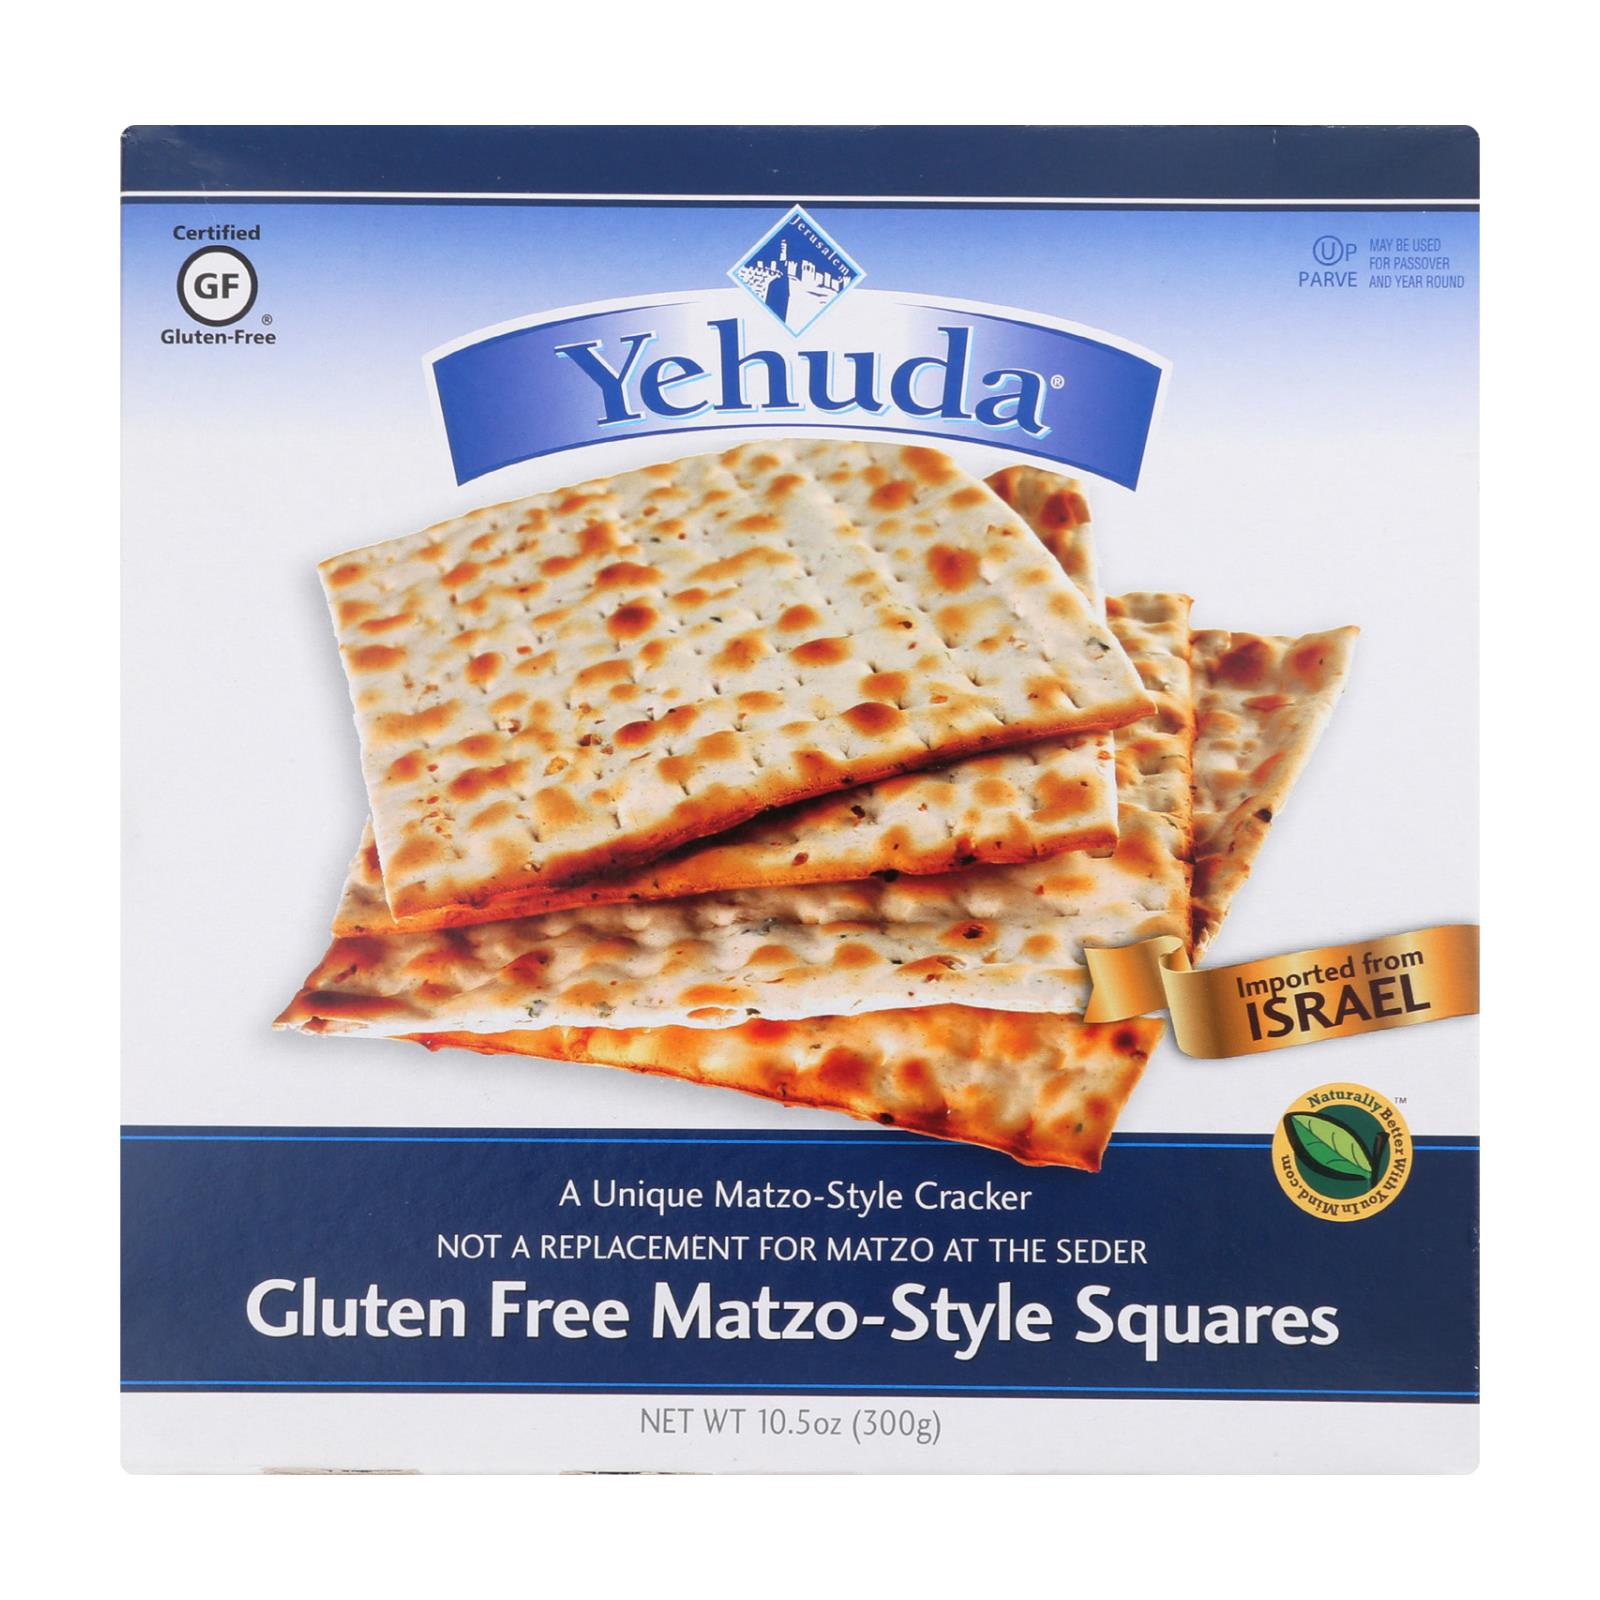 Certified
GF
®
Gluten-Free
Jerusalem
Yehuda®
UP
PARVE
MAY BE USED
FOR PASSOVER
AND YEAR ROUND
Imported from
ISRAEL
Naturally Better With You In Mind.com
™
A Unique Matzo-Style Cracker
NOT A REPLACEMENT FOR MATZO AT THE SEDER
Gluten Free Matzo-Style Squares
NET WT 10.5oz (300g)